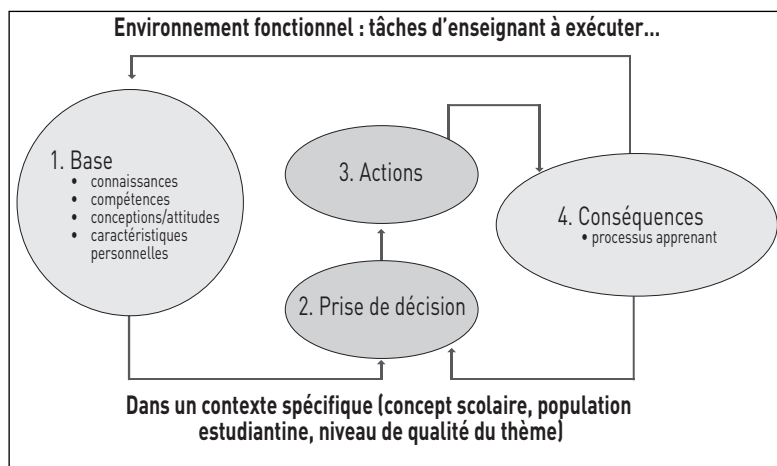 Environnement fonctionnel : tâches d'enseignant à exécuter...
1. Base
• connaissances
• compétences
• conceptions/attitudes
• caractéristiques
personnelles
2. Prise de décision
3. Actions
4. Conséquences
• processus apprenant
Dans un contexte spécifique (concept scolaire, population
estudiantine, niveau de qualité du thème)